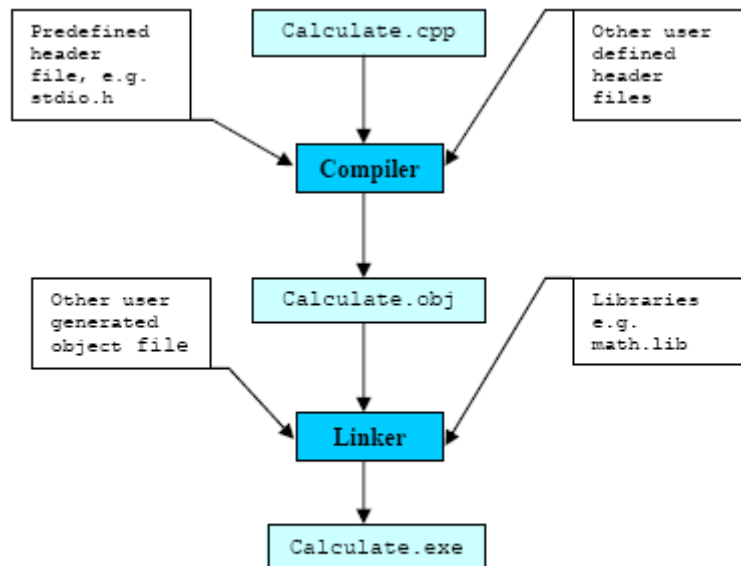 Predefined
header
file, e.g.
stdio.h
Calculate.cpp
Other user
defined
header
files
Compiler
Calculate.obj
Other user
generated
object file
Libraries
e.g.
math.lib
Linker
Calculate.exe